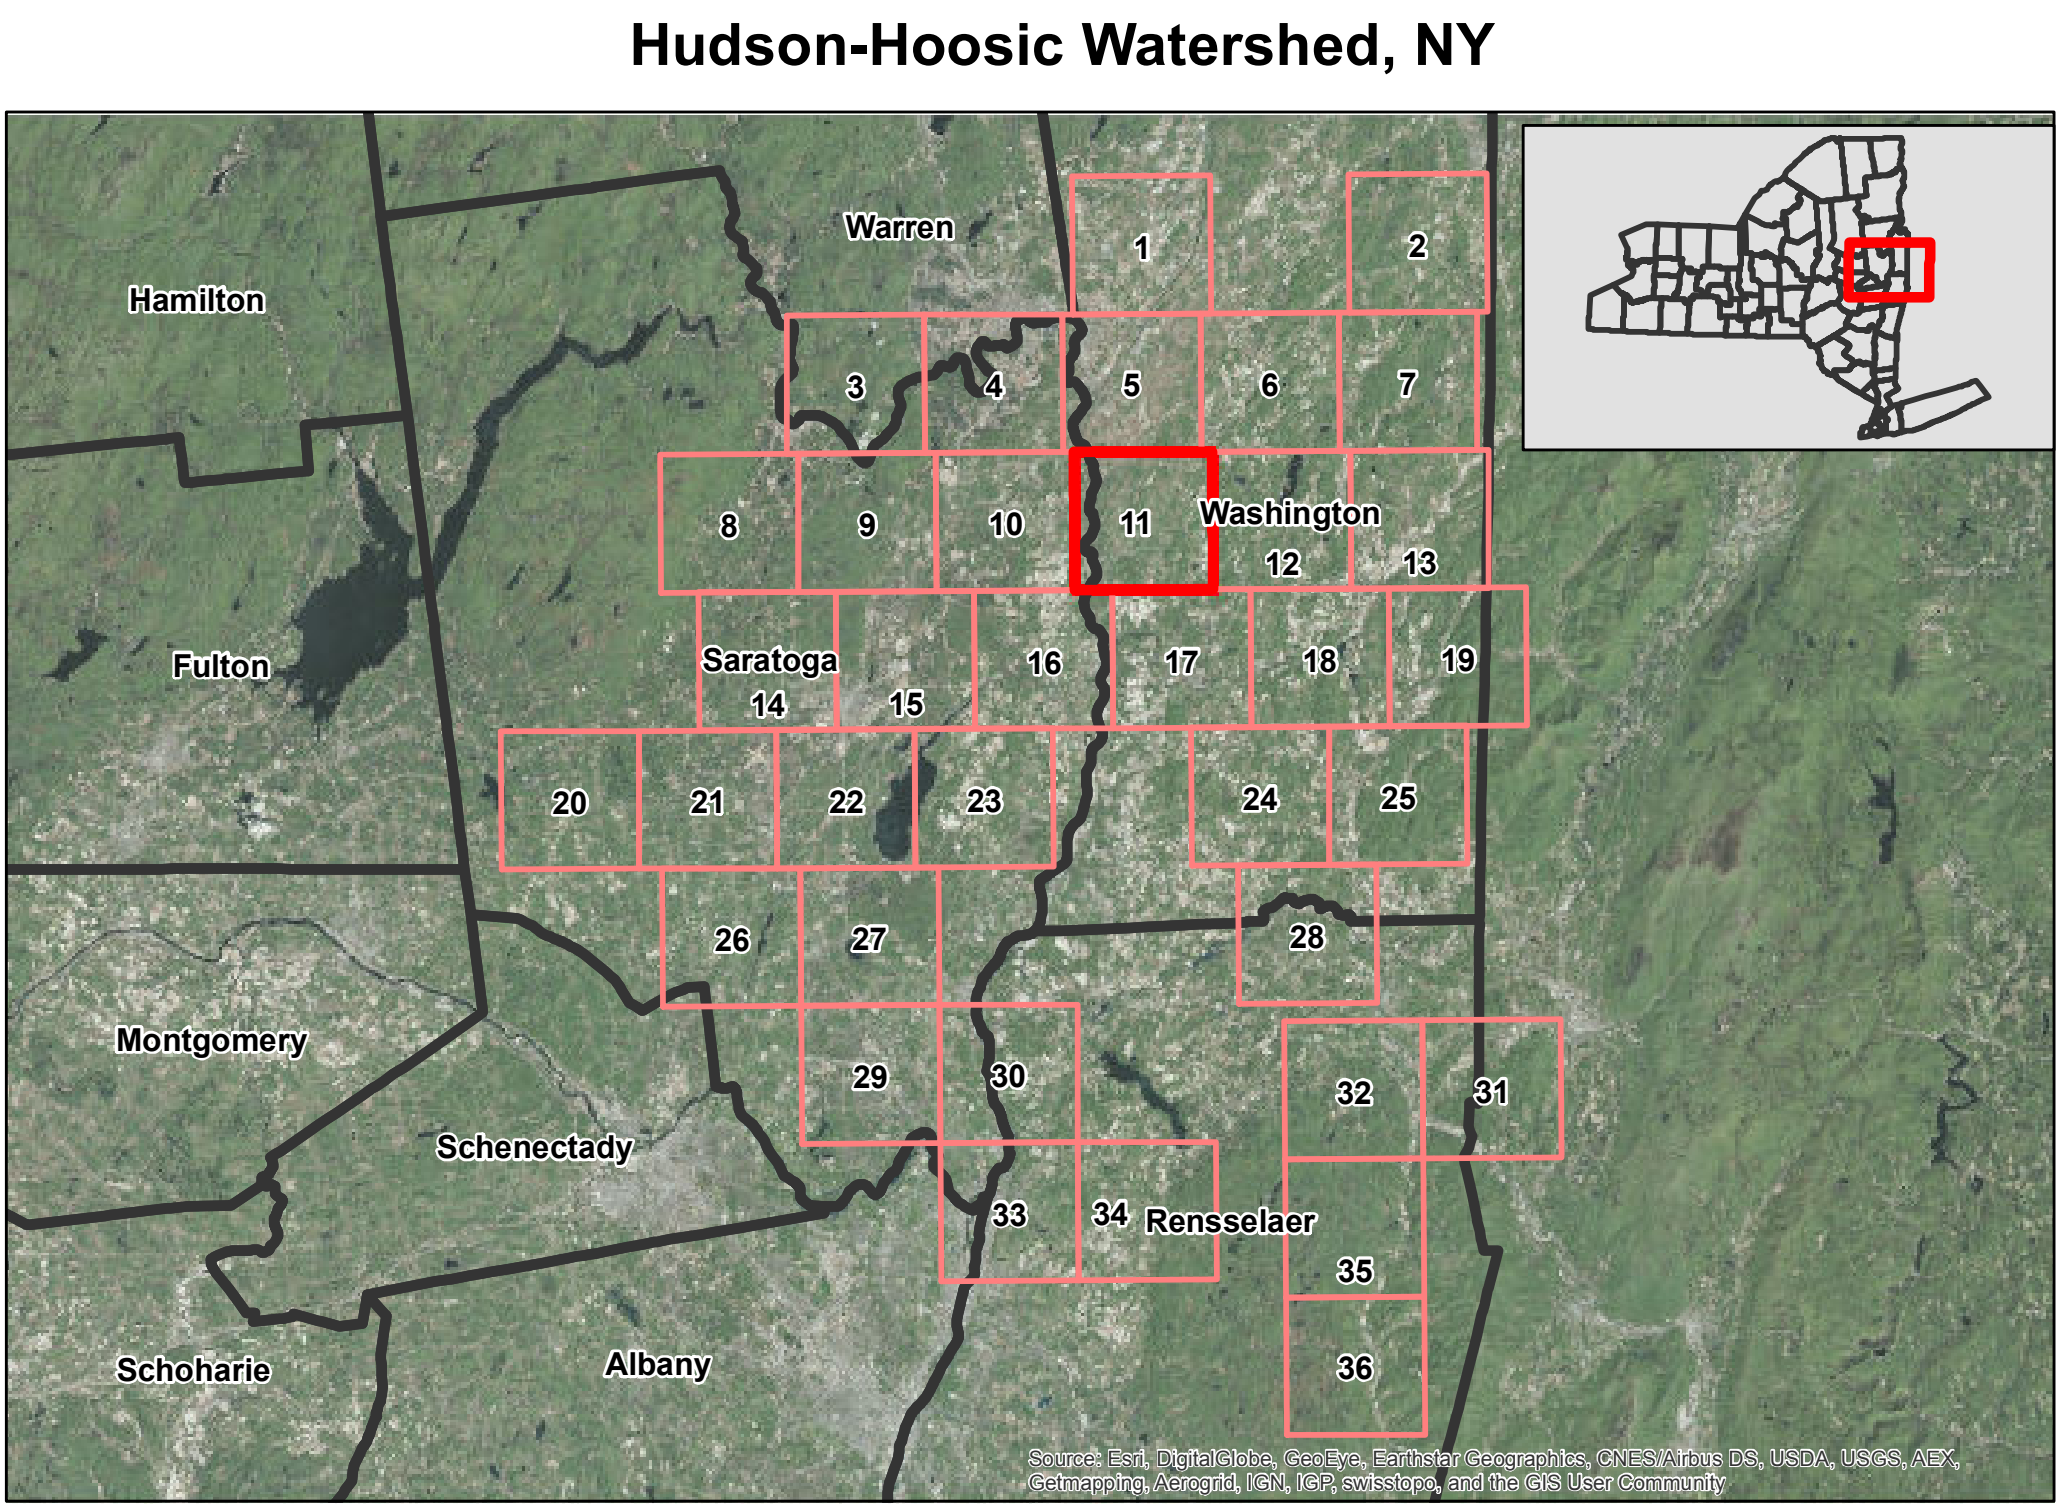 Hudson-Hoosic Watershed, NY
Warren
1
2
Hamilton
3
4
5
6
7
8
9
10
11
Washington
12
13
Fulton
Saratoga
14
15
16
17
18
19
20
21
22
23
24
25
26
27
28
Montgomery
29
30
32
31
Schenectady
33
34
Rensselaer
35
Schoharie
Albany
36
Source: Esri, DigitalGlobe, GeoEye, Earthstar Geographics, CNES/Airbus DS, USDA, USGS, AEX,
Getmapping, Aerogrid, IGN, IGP, swisstopo, and the GIS User Community